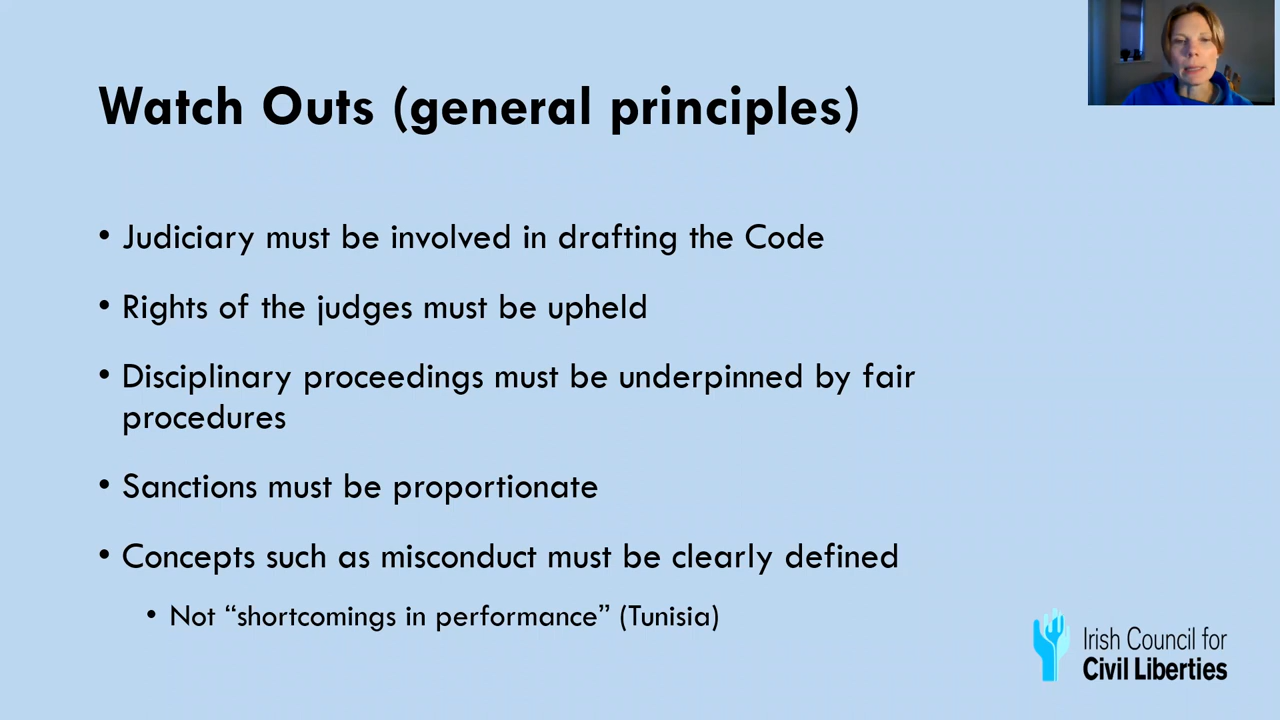 Watch Outs (general principles)
• Judiciary must be involved in drafting the Code
• Rights of the judges must be upheld
• Disciplinary proceedings must be underpinned by fair
procedures
• Sanctions must be proportionate
• Concepts such as misconduct must be clearly defined
• Not “shortcomings in performance” (Tunisia)
Irish Council for
Civil Liberties